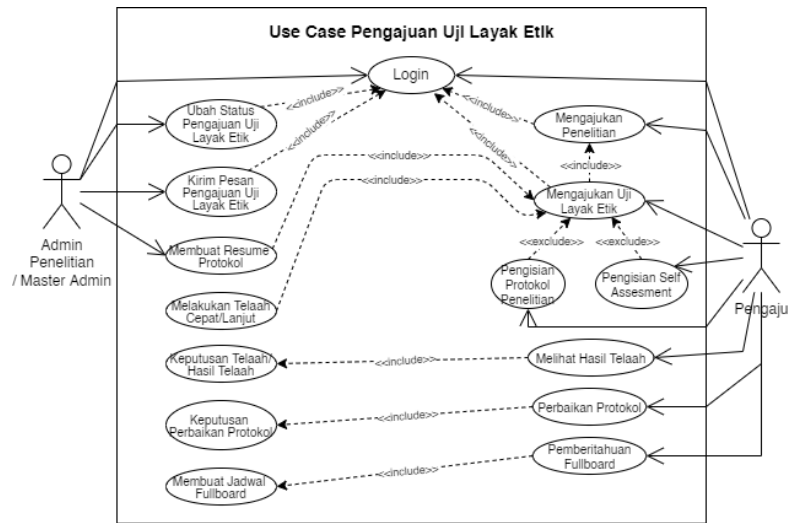 Use Case Pengajuan Uji Layak Etik
Login
<<include>>
<<include>>
<<include>>
<<include>>
Ubah Status
Pengajuan Uji
Layak Etik
Mengajukan
Penelitian
<<include>>
<<include>>
<<include>>
Kirim Pesan
Pengajuan Uji
Layak Etik
Mengajukan Uji
Layak Etik
Admin
Penelitian
/ Master Admin
Membuat Resume
Protokol
<<exclude>>
<<exclude>>
Pengisian
Protokol
Penelitian
Pengisian Self
Assesment
Pengaju
Melakukan Telaah
Cepat/Lanjut
Keputusan Telaah/
Hasil Telaah
<<include>>
Melihat Hasil Telaah
Keputusan
Perbaikan Protokol
<<include>>
Perbaikan Protokol
Membuat Jadwal
Fullboard
<<include>>
Pemberitahuan
Fullboard